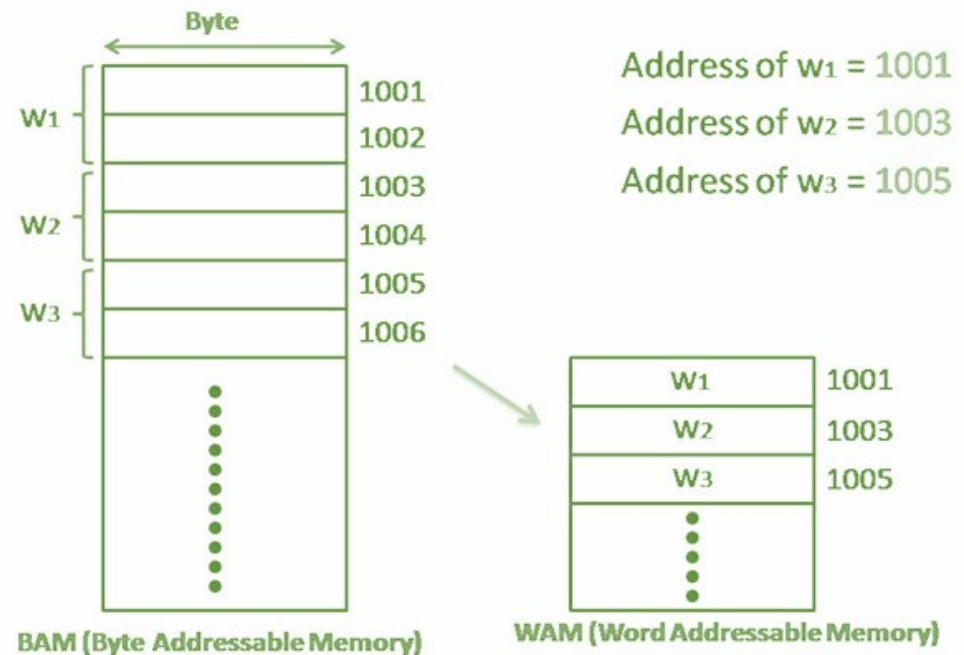 Byte
W1
1001
1002
W2
1003
1004
W3
1005
1006
BAM (Byte Addressable Memory)
Address of w1 = 1001
Address of w2 = 1003
Address of w3 = 1005
W1 1001
W2 1003
W3 1005
WAM (Word Addressable Memory)